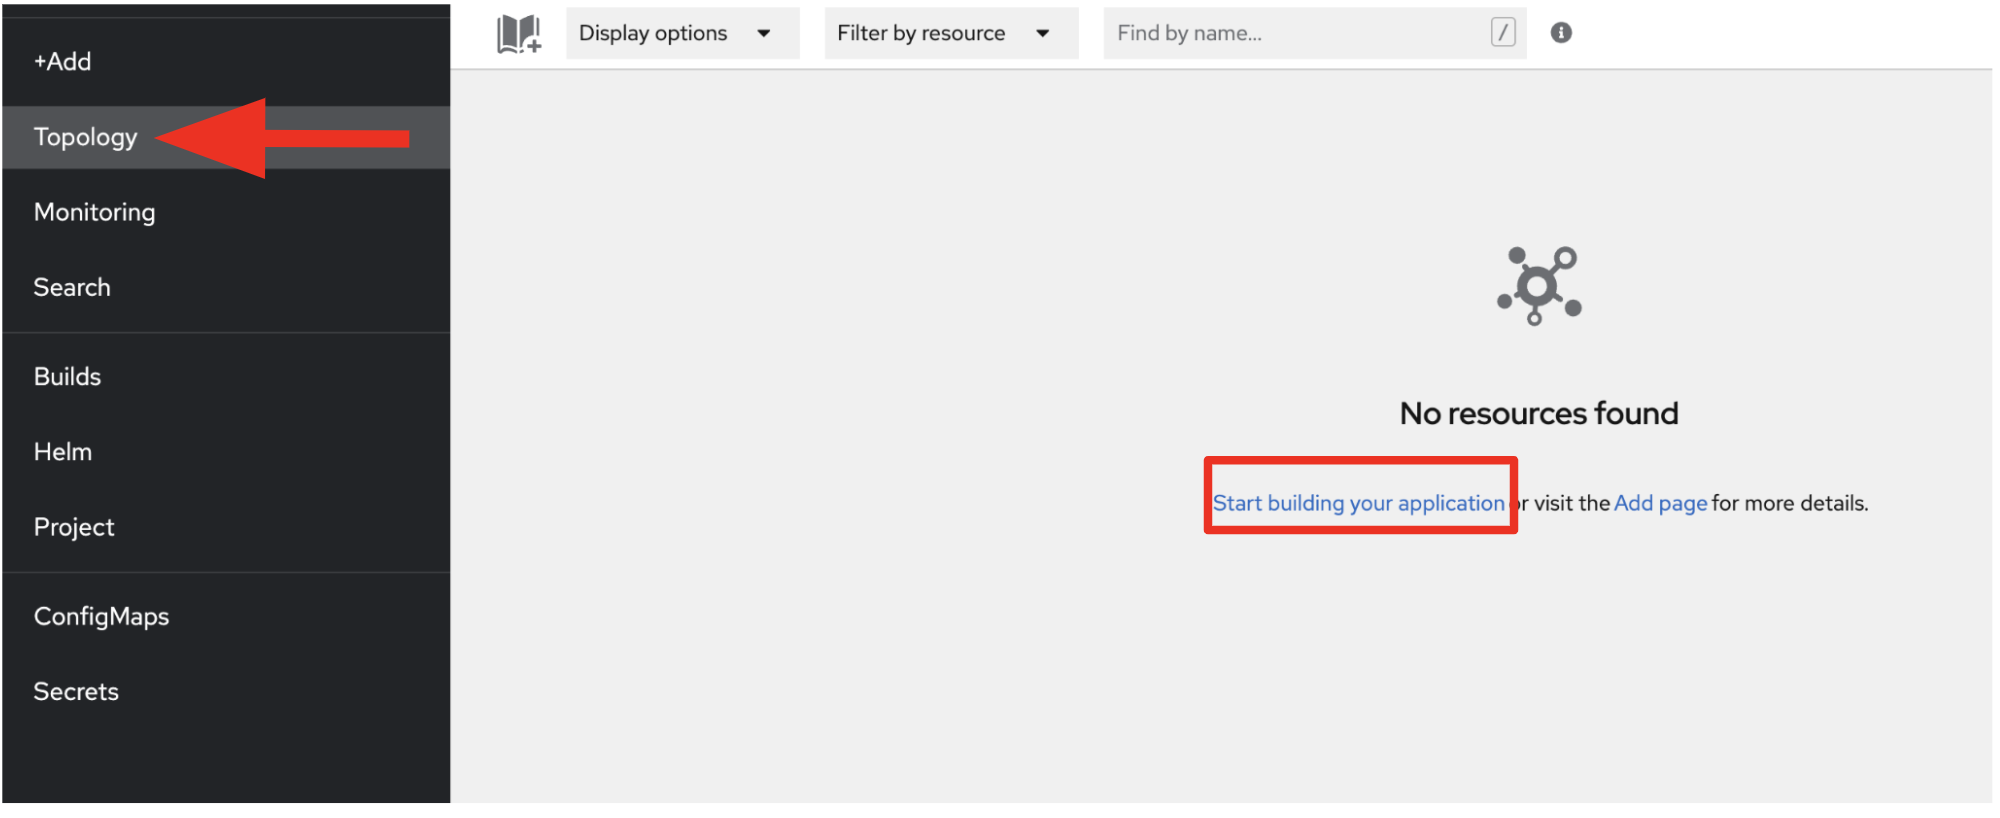 +Add
Topology
Monitoring
Search
Builds
Helm
Project
ConfigMaps
Secrets
Display options
Filter by resource
Find by name...
/
No resources found
Start building your application or visit the Add page for more details.